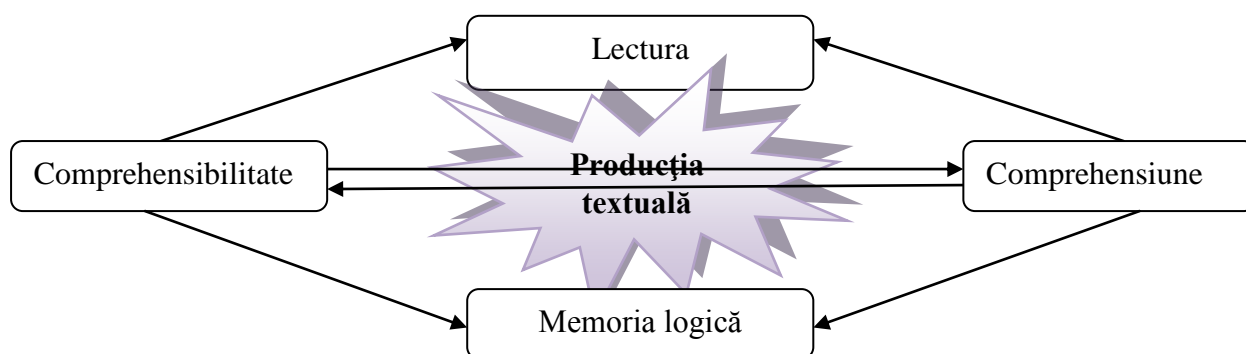 Lectura
Comprehensibilitate
Producţia
textuală
Comprehensiune
Memoria logică